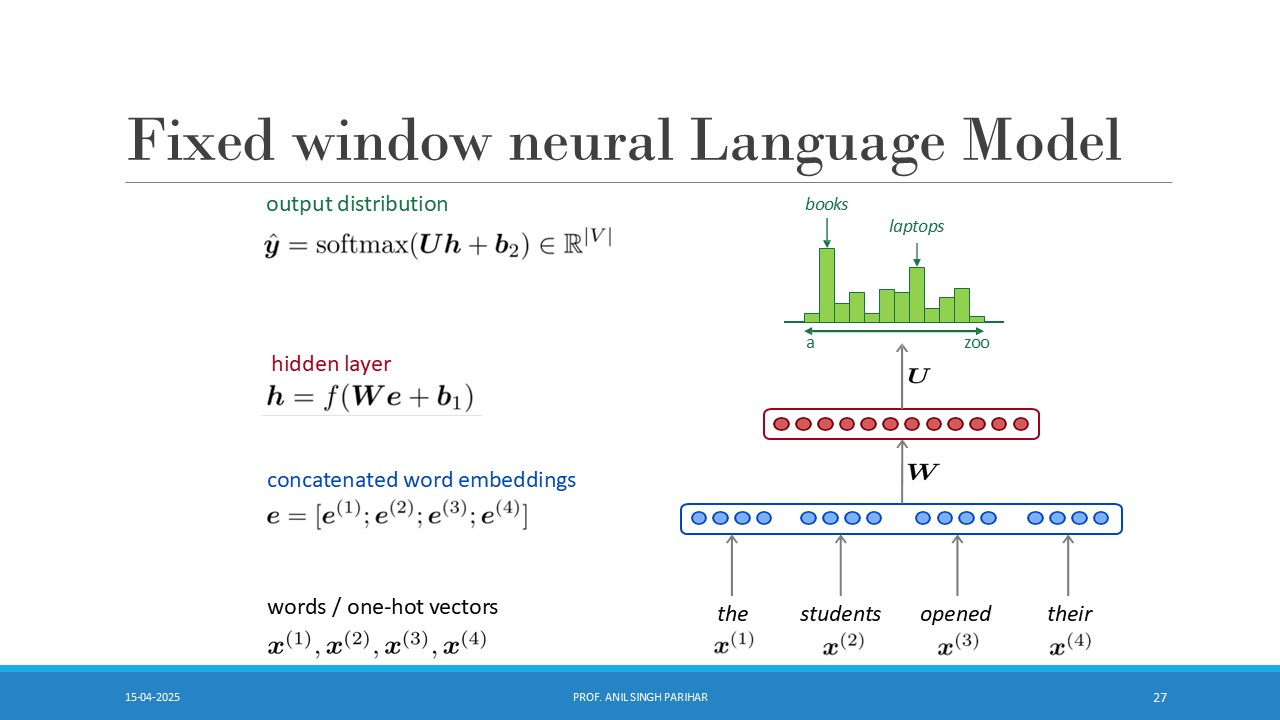 Fixed window neural Language Model
output distribution
ŷ = softmax(Uh + b₂) ∈ ℝ^|V|
hidden layer
h = f(We + b₁)
concatenated word embeddings
e = [e⁽¹⁾; e⁽²⁾; e⁽³⁾; e⁽⁴⁾]
words / one-hot vectors
x⁽¹⁾, x⁽²⁾, x⁽³⁾, x⁽⁴⁾
books
laptops
a zoo
U
W
the students opened their
x⁽¹⁾ x⁽²⁾ x⁽³⁾ x⁽⁴⁾
15-04-2025 PROF. ANIL SINGH PARIHAR 27